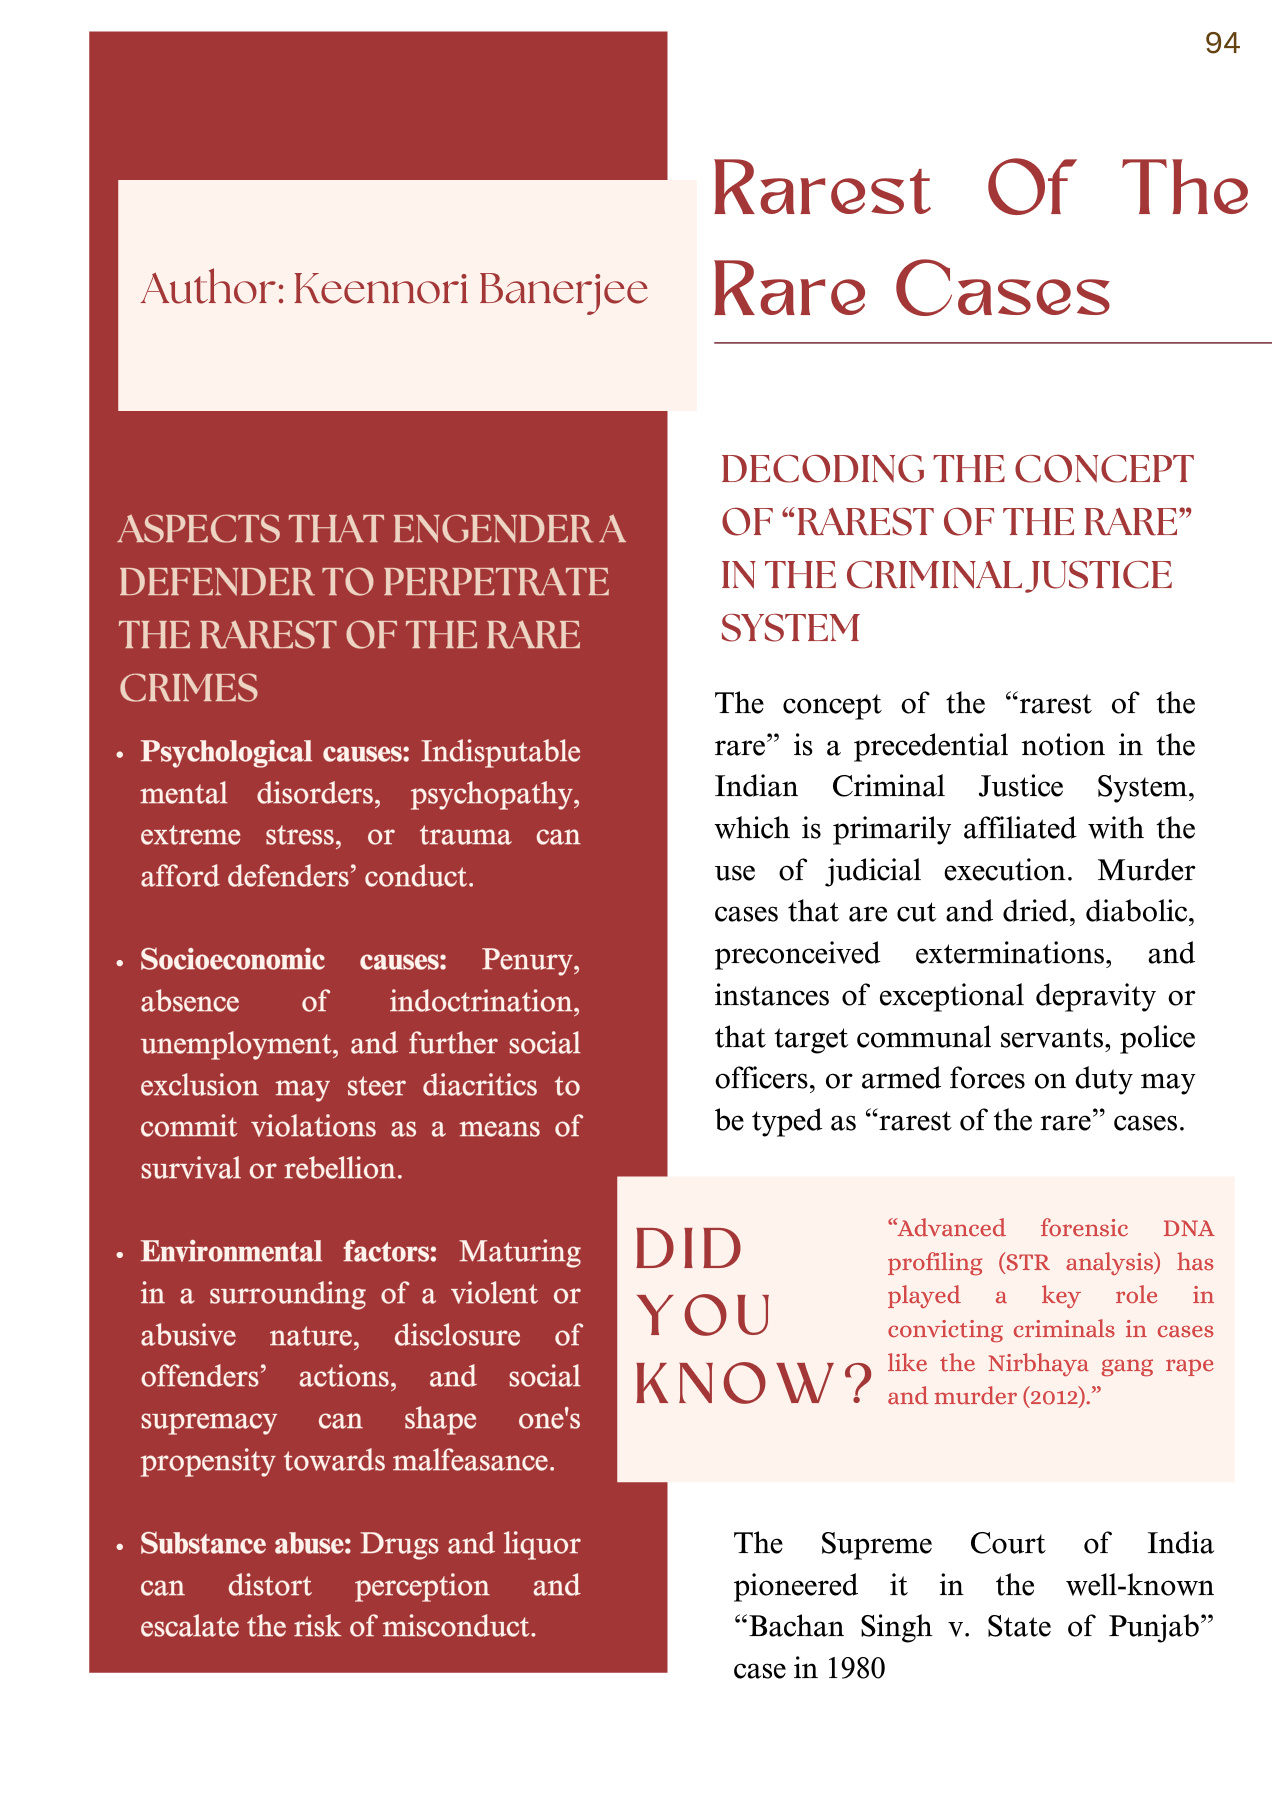 94
Rarest Of The
Rare Cases
Author: Keennori Banerjee
ASPECTS THAT ENGENDER A
DEFENDER TO PERPETRATE
THE RAREST OF THE RARE
CRIMES
• Psychological causes: Indisputable
mental disorders, psychopathy,
extreme stress, or trauma can
afford defenders’ conduct.
• Socioeconomic causes: Penury,
absence of indoctrination,
unemployment, and further social
exclusion may steer diacritics to
commit violations as a means of
survival or rebellion.
• Environmental factors: Maturing
in a surrounding of a violent or
abusive nature, disclosure of
offenders’ actions, and social
supremacy can shape one's
propensity towards malfeasance.
• Substance abuse: Drugs and liquor
can distort perception and
escalate the risk of misconduct.
DECODING THE CONCEPT
OF “RAREST OF THE RARE”
IN THE CRIMINAL JUSTICE
SYSTEM
The concept of the “rarest of the
rare” is a precedential notion in the
Indian Criminal Justice System,
which is primarily affiliated with the
use of judicial execution. Murder
cases that are cut and dried, diabolic,
preconceived exterminations, and
instances of exceptional depravity or
that target communal servants, police
officers, or armed forces on duty may
be typed as “rarest of the rare” cases.
DID
YOU
KNOW?
“Advanced forensic DNA
profiling (STR analysis) has
played a key role in
convicting criminals in cases
like the Nirbhaya gang rape
and murder (2012).”
The Supreme Court of India
pioneered it in the well-known
“Bachan Singh v. State of Punjab”
case in 1980